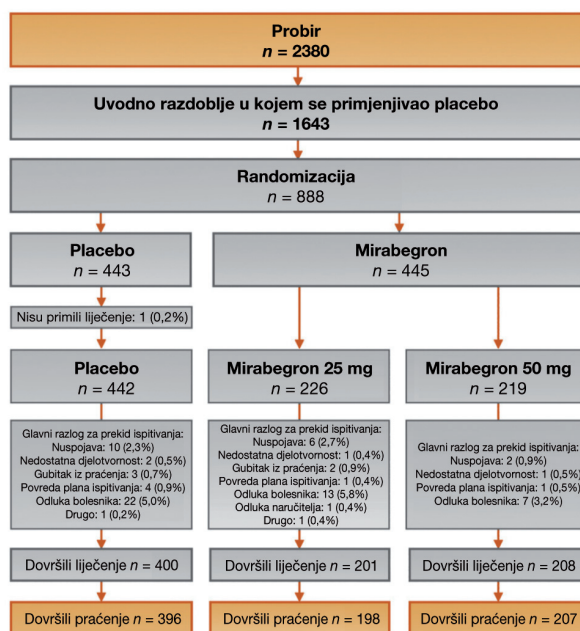 Probir
n = 2380
Uvodno razdoblje u kojem se primjenjivao placebo
n = 1643
Randomizacija
n = 888
Placebo
n = 443
Mirabegron
n = 445
Nisu primili liječenje: 1 (0,2%)
Placebo
n = 442
Mirabegron 25 mg
n = 226
Mirabegron 50 mg
n = 219
Glavni razlog za prekid ispitivanja:
Nuspojava: 10 (2,3%)
Nedostatna djelotvornost: 2 (0,5%)
Gubitak iz praćenja: 3 (0,7%)
Povreda plana ispitivanja: 4 (0,9%)
Odluka bolesnika: 22 (5,0%)
Drugo: 1 (0,2%)
Glavni razlog za prekid ispitivanja:
Nuspojava: 6 (2,7%)
Nedostatna djelotvornost: 1 (0,4%)
Gubitak iz praćenja: 2 (0,9%)
Povreda plana ispitivanja: 1 (0,4%)
Odluka bolesnika: 13 (5,8%)
Odluka naručitelja: 1 (0,4%)
Drugo: 1 (0,4%)
Glavni razlog za prekid ispitivanja:
Nuspojava: 2 (0,9%)
Nedostatna djelotvornost: 1 (0,5%)
Povreda plana ispitivanja: 1 (0,5%)
Odluka bolesnika: 7 (3,2%)
Dovršili liječenje n = 400
Dovršili liječenje n = 201
Dovršili liječenje n = 208
Dovršili praćenje n = 396
Dovršili praćenje n = 198
Dovršili praćenje n = 207